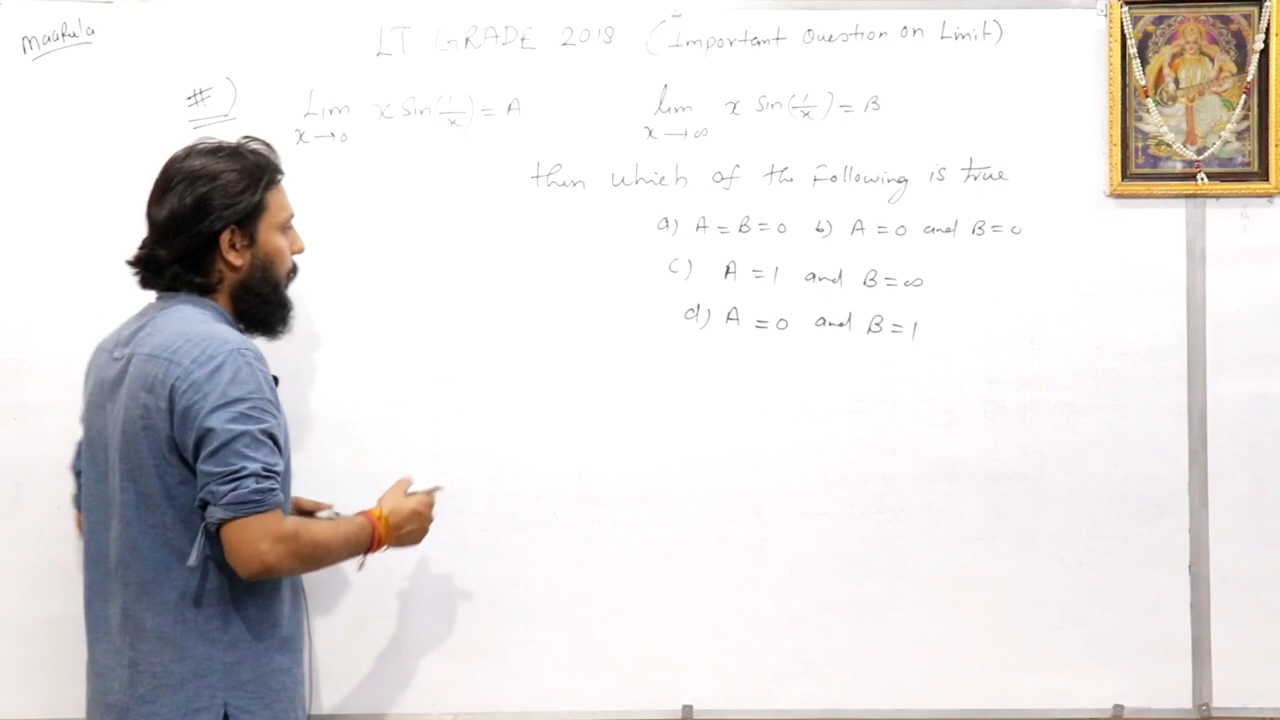 Maarula
LT GRADE 2018 (Important Question on Limit)
#) Lim x→0 x Sin(1/x) = A lim x→∞ x Sin(1/x) = B
then which of the Following is true
a) A = B = 0 b) A = 0 and B = 0
c) A = 1 and B = ∞
d) A = 0 and B = 1